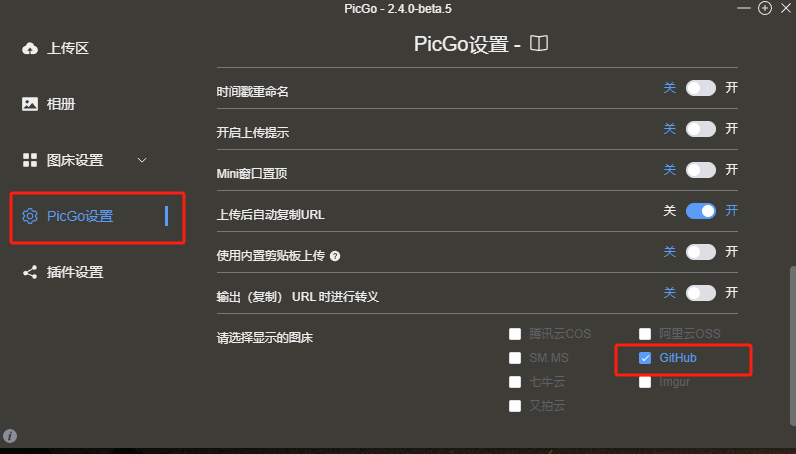 PicGo - 2.4.0-beta.5
上传区
相册
图床设置
PicGo设置
插件设置
PicGo设置 -
时间戳重命名 关 开
开启上传提示 关 开
Mini窗口置顶 关 开
上传后自动复制URL 关 开
使用内置剪贴板上传 ? 关 开
输出（复制） URL 时进行转义 关 开
请选择显示的图床
腾讯云COS 阿里云OSS
SM.MS GitHub
七牛云 Imgur
又拍云
i